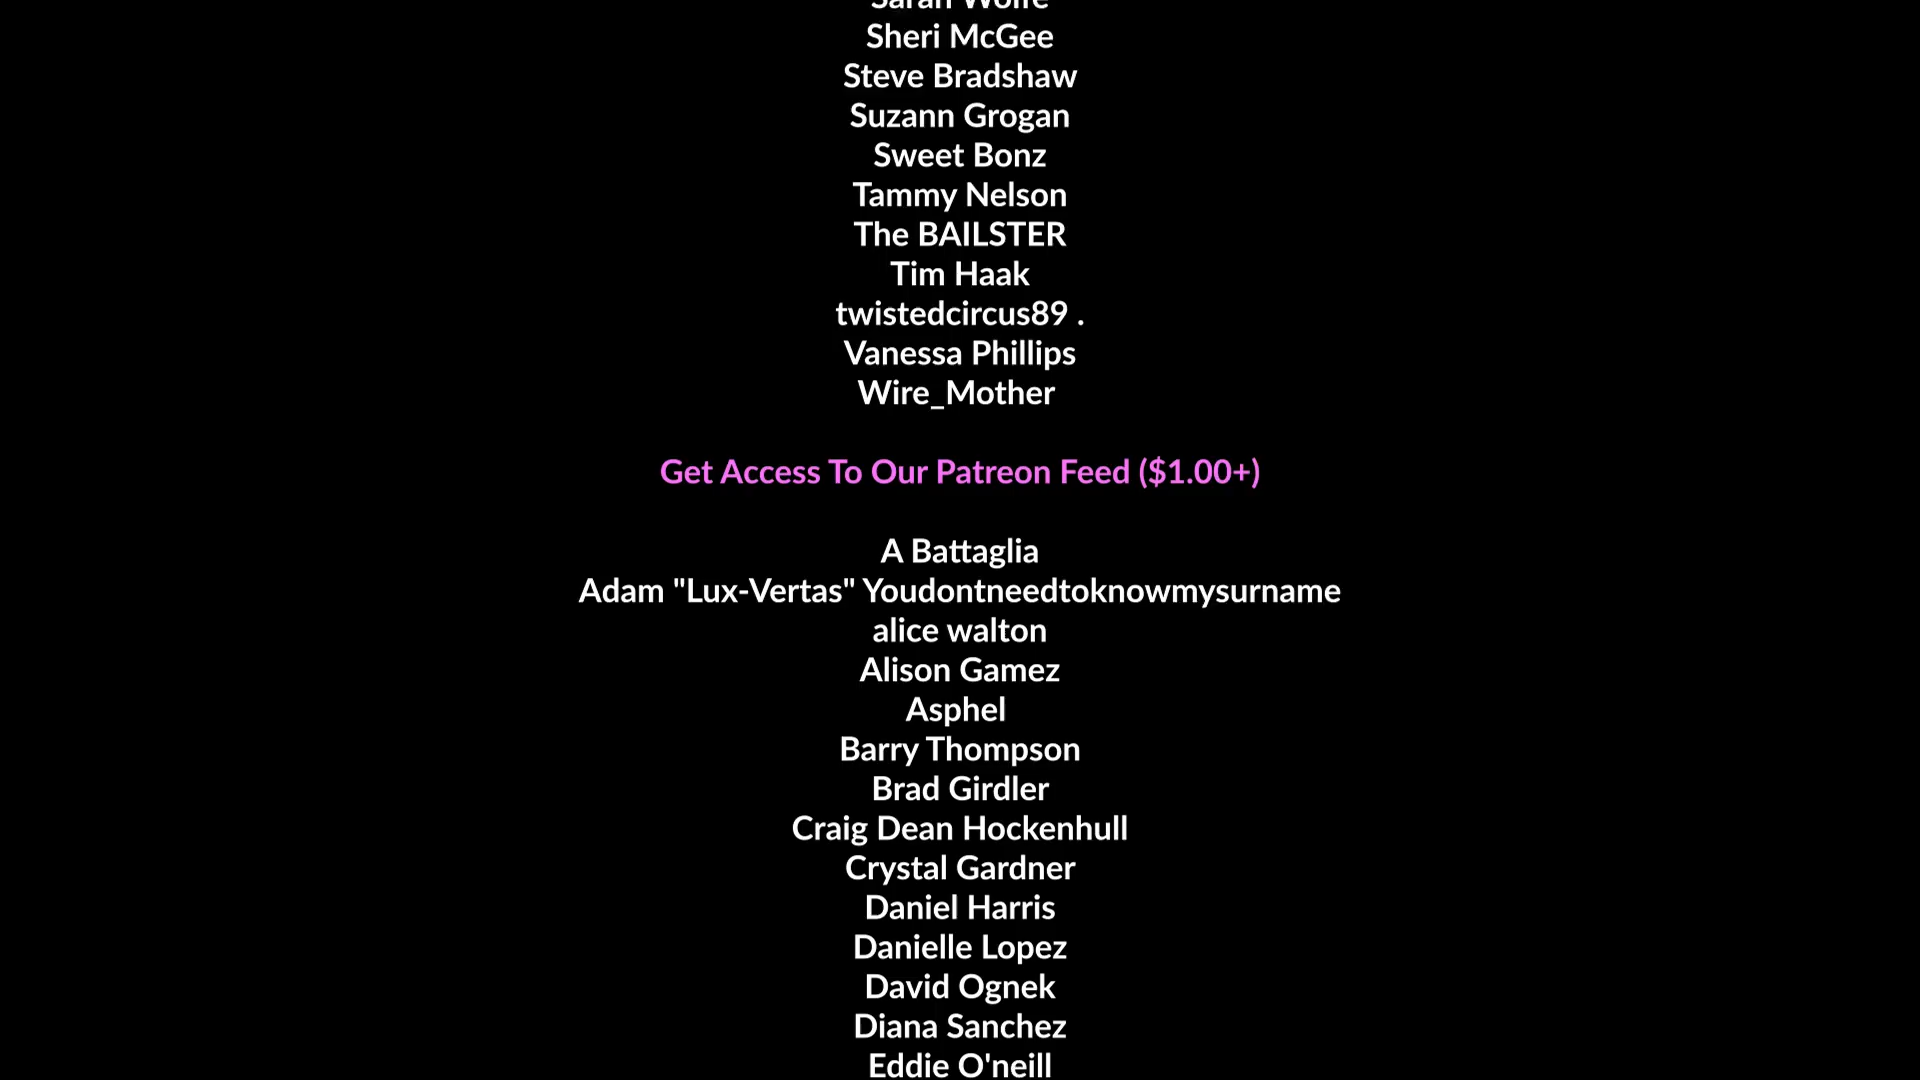 Sarah Wolfe
Sheri McGee
Steve Bradshaw
Suzann Grogan
Sweet Bonz
Tammy Nelson
The BAILSTER
Tim Haak
twistedcircus89 .
Vanessa Phillips
Wire_Mother
Get Access To Our Patreon Feed ($1.00+)
A Battaglia
Adam "Lux-Vertas" Youdontneedtoknowmysurname
alice walton
Alison Gamez
Asphel
Barry Thompson
Brad Girdler
Craig Dean Hockenhull
Crystal Gardner
Daniel Harris
Danielle Lopez
David Ognek
Diana Sanchez
Eddie O'neill